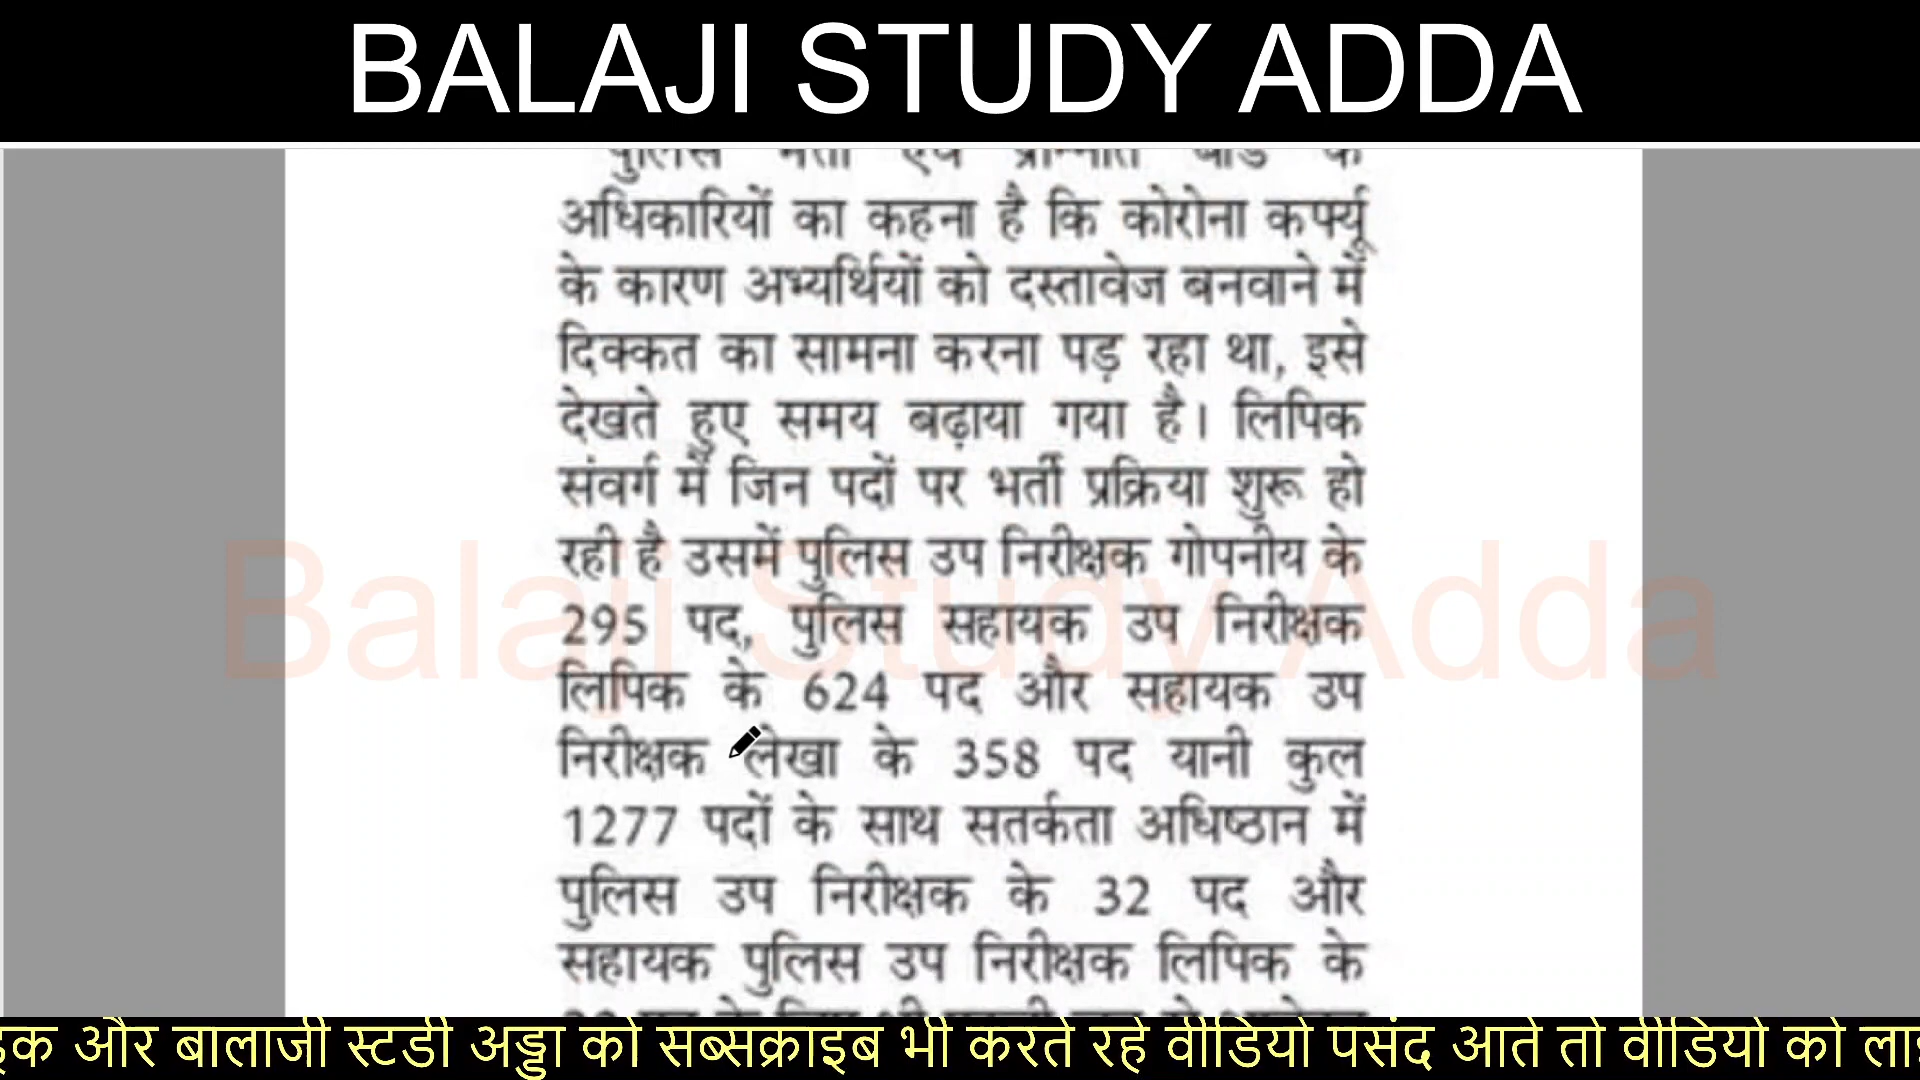 BALAJI STUDY ADDA
अधिकारियों का कहना है कि कोरोना कर्फ्यू
के कारण अभ्यर्थियों को दस्तावेज बनवाने में
दिक्कत का सामना करना पड़ रहा था, इसे
देखते हुए समय बढ़ाया गया है। लिपिक
संवर्ग में जिन पदों पर भर्ती प्रक्रिया शुरू हो
रही है उसमें पुलिस उप निरीक्षक गोपनीय के
Balaji Study Adda
295 पद, पुलिस सहायक उप निरीक्षक
लिपिक के 624 पद और सहायक उप
निरीक्षक लेखा के 358 पद यानी कुल
1277 पदों के साथ सतर्कता अधिष्ठान में
पुलिस उप निरीक्षक के 32 पद और
सहायक पुलिस उप निरीक्षक लिपिक के
और बालाजी स्टडी अड्डा को सब्सक्राइब भी करते रहे वीडियो पसंद आते तो वीडियो को